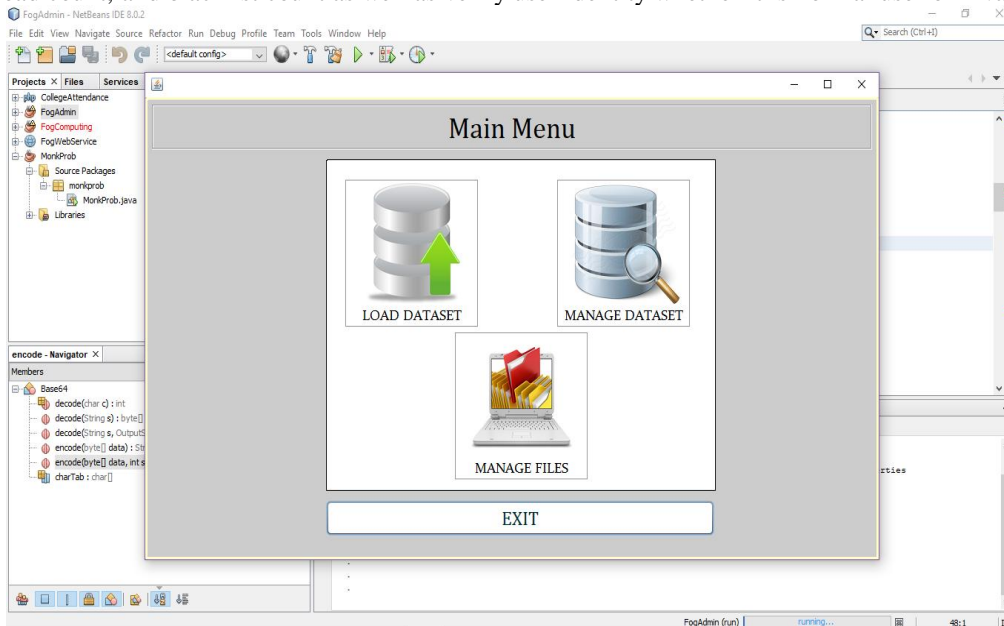 FogAdmin - NetBeans IDE 8.0.2
File Edit View Navigate Source Refactor Run Debug Profile Team Tools Window Help
Search (Ctrl+I)
<default config>
Projects Files Services
CollegeAttendance
FogAdmin
FogComputing
FogWebService
MonkProb
Source Packages
monkprob
MonkProb.java
Libraries
Main Menu
LOAD DATASET
MANAGE DATASET
MANAGE FILES
EXIT
encode - Navigator
Members
Base64
decode(char c) : int
decode(String s) : byte[]
decode(String s, OutputS
encode(byte[] data) : St
encode(byte[] data, int s
charTab : char[]
rties
FogAdmin (run) running... 48:1